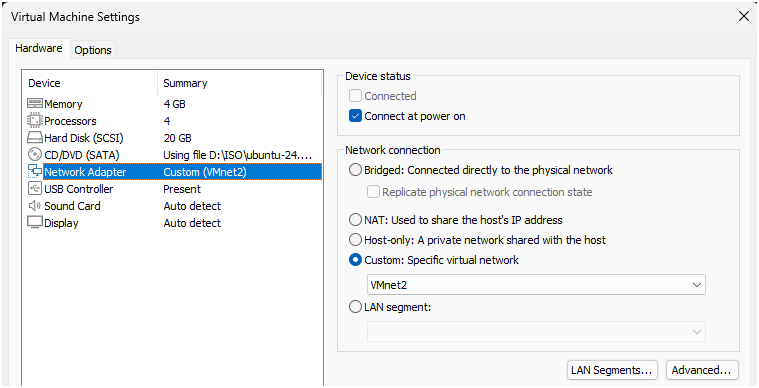 Virtual Machine Settings
Hardware
Options
Device Summary
Memory 4 GB
Processors 4
Hard Disk (SCSI) 20 GB
CD/DVD (SATA) Using file D:\ISO\ubuntu-24....
Network Adapter Custom (VMnet2)
USB Controller Present
Sound Card Auto detect
Display Auto detect
Device status
Connected
Connect at power on
Network connection
Bridged: Connected directly to the physical network
Replicate physical network connection state
NAT: Used to share the host's IP address
Host-only: A private network shared with the host
Custom: Specific virtual network
VMnet2
LAN segment:
LAN Segments... Advanced...